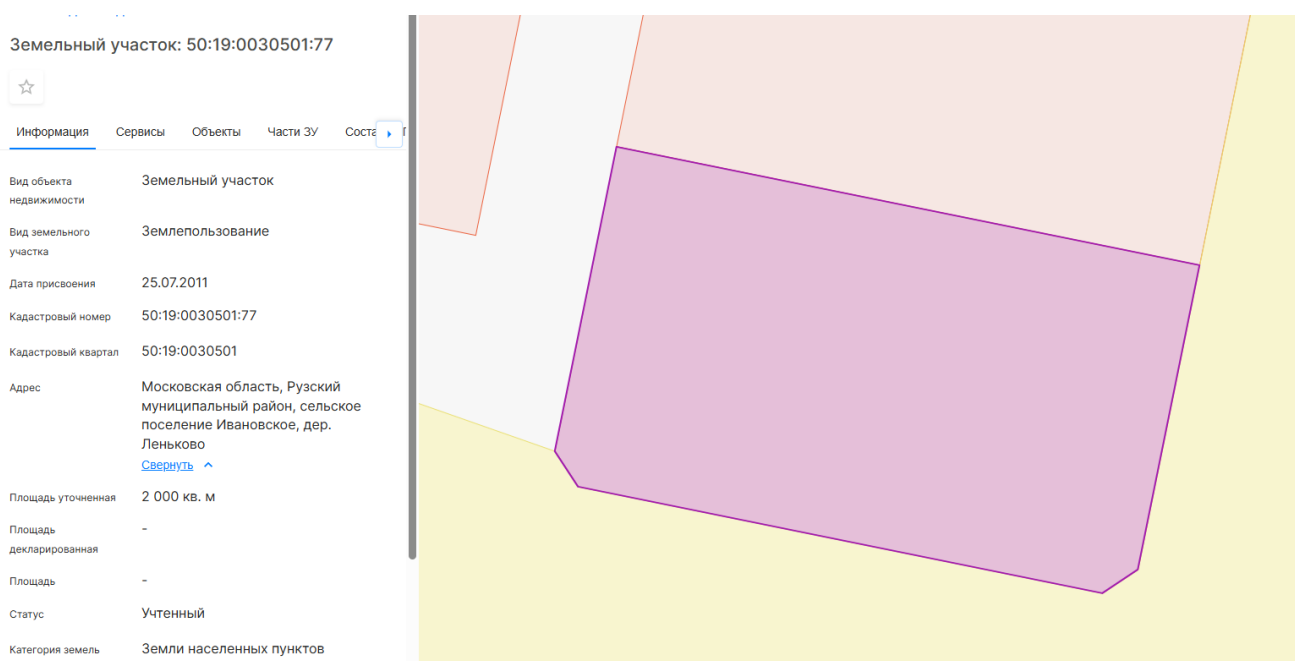 Земельный участок: 50:19:0030501:77
Информация Сервисы Объекты Части ЗУ Соста
Вид объекта недвижимости Земельный участок
Вид земельного участка Землепользование
Дата присвоения 25.07.2011
Кадастровый номер 50:19:0030501:77
Кадастровый квартал 50:19:0030501
Адрес Московская область, Рузский
муниципальный район, сельское
поселение Ивановское, дер.
Леньково
Свернуть
Площадь уточненная 2 000 кв. м
Площадь декларированная -
Площадь -
Статус Учтенный
Категория земель Земли населенных пунктов